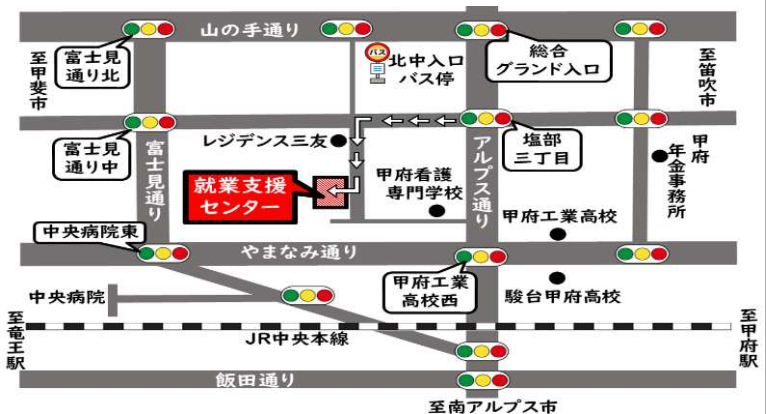 山の手通り
至甲斐市
富士見
通り北
バス
北中入口
バス停
総合
グランド入口
至笛吹市
富士見
通り中
富士見通り
レジデンス三友
アルプス通り
塩部
三丁目
甲府
年金事務所
就業支援
センター
甲府看護
専門学校
甲府工業高校
中央病院東
やまなみ通り
甲府工業
高校西
駿台甲府高校
中央病院
至竜王駅
JR中央本線
至甲府駅
飯田通り
至南アルプス市